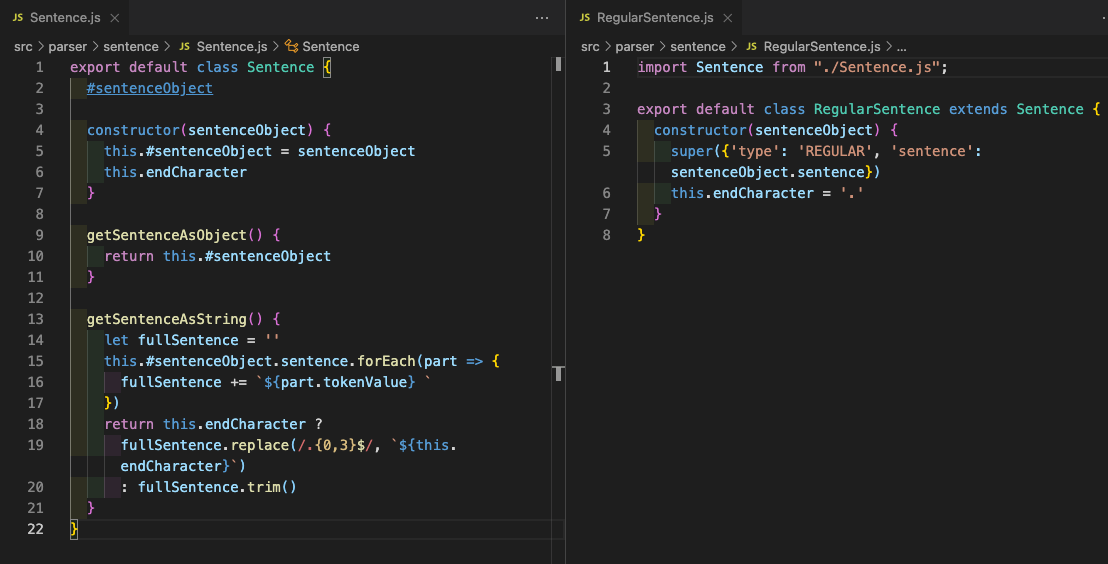 JS Sentence.js ×
...
src > parser > sentence > JS Sentence.js > Sentence
1 export default class Sentence {
2 #sentenceObject
3
4 constructor(sentenceObject) {
5 this.#sentenceObject = sentenceObject
6 this.endCharacter
7 }
8
9 getSentenceAsObject() {
10 return this.#sentenceObject
11 }
12
13 getSentenceAsString() {
14 let fullSentence = ''
15 this.#sentenceObject.sentence.forEach(part => {
16 fullSentence += `${part.tokenValue} `
17 })
18 return this.endCharacter ?
19 fullSentence.replace(/.{0,3}$/, `${this.
endCharacter}`)
20 : fullSentence.trim()
21 }
22 }
JS RegularSentence.js ×
src > parser > sentence > JS RegularSentence.js > ...
1 import Sentence from "./Sentence.js";
2
3 export default class RegularSentence extends Sentence {
4 constructor(sentenceObject) {
5 super({'type': 'REGULAR', 'sentence':
sentenceObject.sentence})
6 this.endCharacter = '.'
7 }
8 }